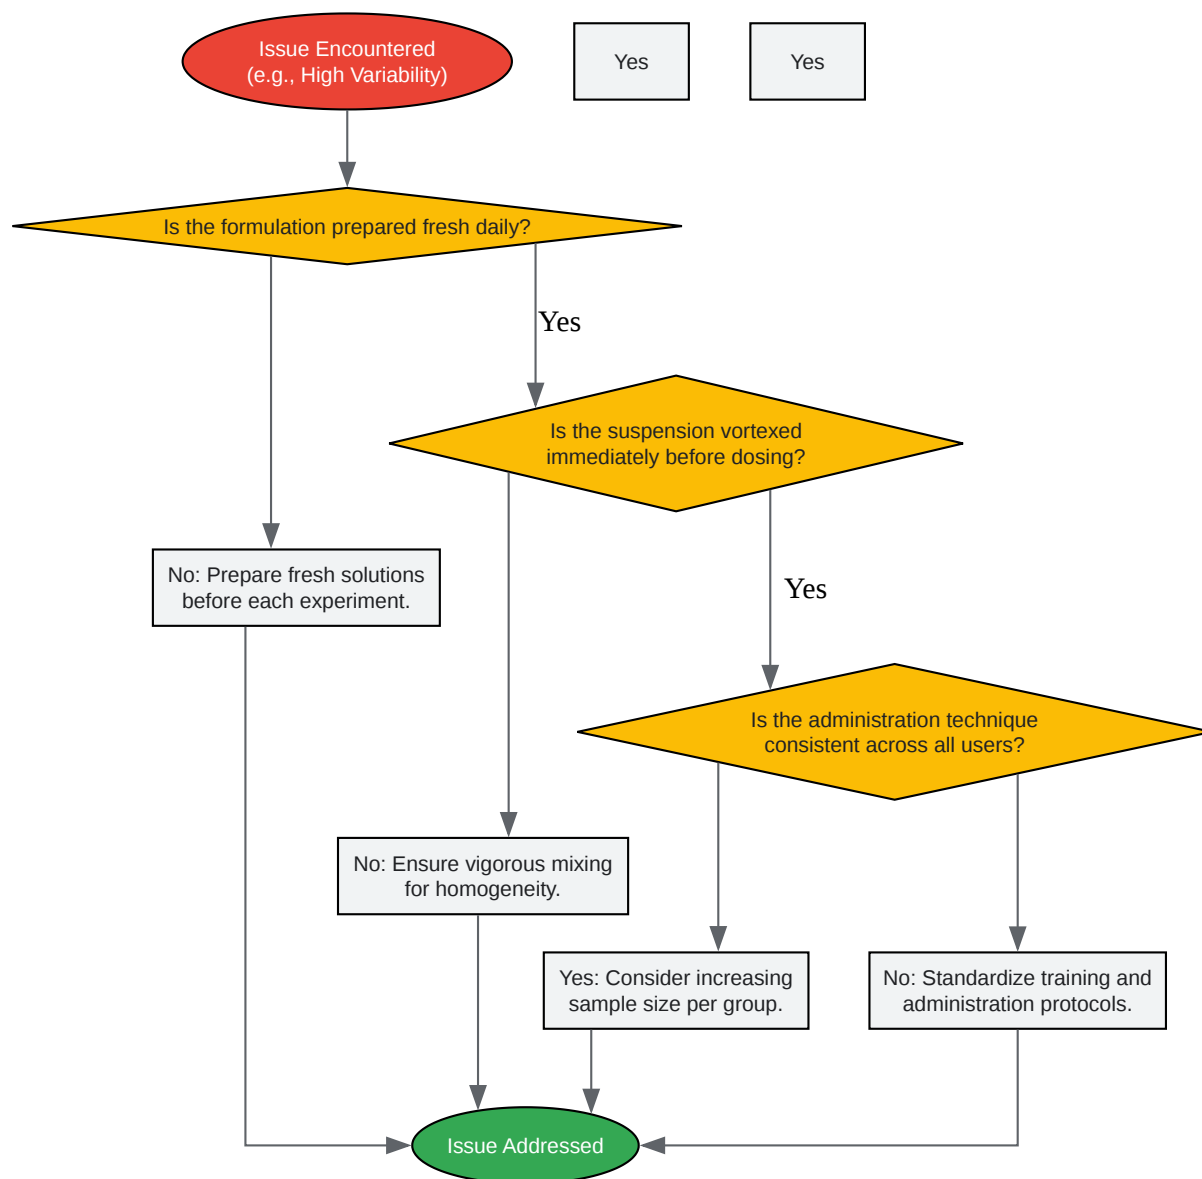 Issue Encountered
(e.g., High Variability)
Yes
Yes
Is the formulation prepared fresh daily?
Yes
Is the suspension vortexed
immediately before dosing?
No: Prepare fresh solutions
before each experiment.
Yes
Is the administration technique
consistent across all users?
No: Ensure vigorous mixing
for homogeneity.
Yes: Consider increasing
sample size per group.
No: Standardize training and
administration protocols.
Issue Addressed